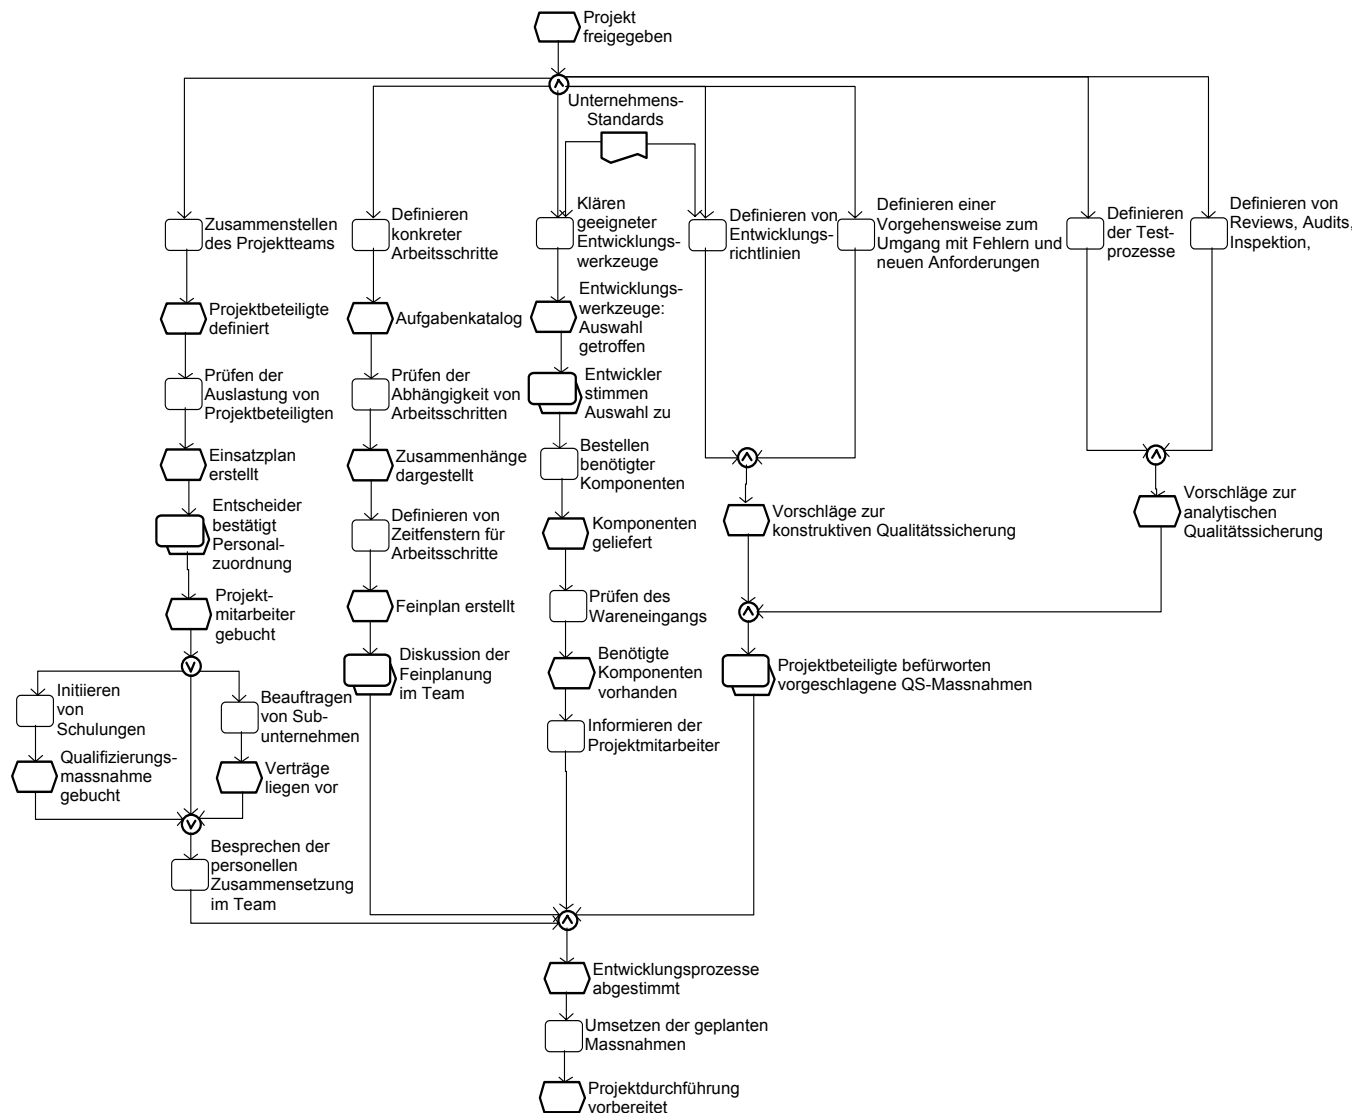 Projekt
freigegeben
Unternehmens-
Standards
Zusammenstellen
des Projektteams
Definieren
konkreter
Arbeitsschritte
Klären
geeigneter
Entwicklungs-
werkzeuge
Definieren von
Entwicklungs-
richtlinien
Definieren einer
Vorgehensweise zum
Umgang mit Fehlern und
neuen Anforderungen
Definieren
der Test-
prozesse
Definieren von
Reviews, Audits,
Inspektion,
Projektbeteiligte
definiert
Aufgabenkatalog
Entwicklungs-
werkzeuge:
Auswahl
getroffen
Prüfen der
Auslastung von
Projektbeteiligten
Prüfen der
Abhängigkeit von
Arbeitsschritten
Entwickler
stimmen
Auswahl zu
Einsatzplan
erstellt
Zusammenhänge
dargestellt
Bestellen
benötigter
Komponenten
Entscheider
bestätigt
Personal-
zuordnung
Definieren von
Zeitfenstern für
Arbeitsschritte
Komponenten
geliefert
Vorschläge zur
konstruktiven Qualitätssicherung
Vorschläge zur
analytischen
Qualitätssicherung
Projekt-
mitarbeiter
gebucht
Feinplan erstellt
Prüfen des
Wareneingangs
Diskussion der
Feinplanung
im Team
Benötigte
Komponenten
vorhanden
Projektbeteiligte befürworten
vorgeschlagene QS-Massnahmen
Initiieren
von
Schulungen
Beauftragen
von Sub-
unternehmen
Informieren der
Projektmitarbeiter
Qualifizierungs-
massnahme
gebucht
Verträge
liegen vor
Besprechen der
personellen
Zusammensetzung
im Team
Entwicklungsprozesse
abgestimmt
Umsetzen der geplanten
Massnahmen
Projektdurchführung
vorbereitet